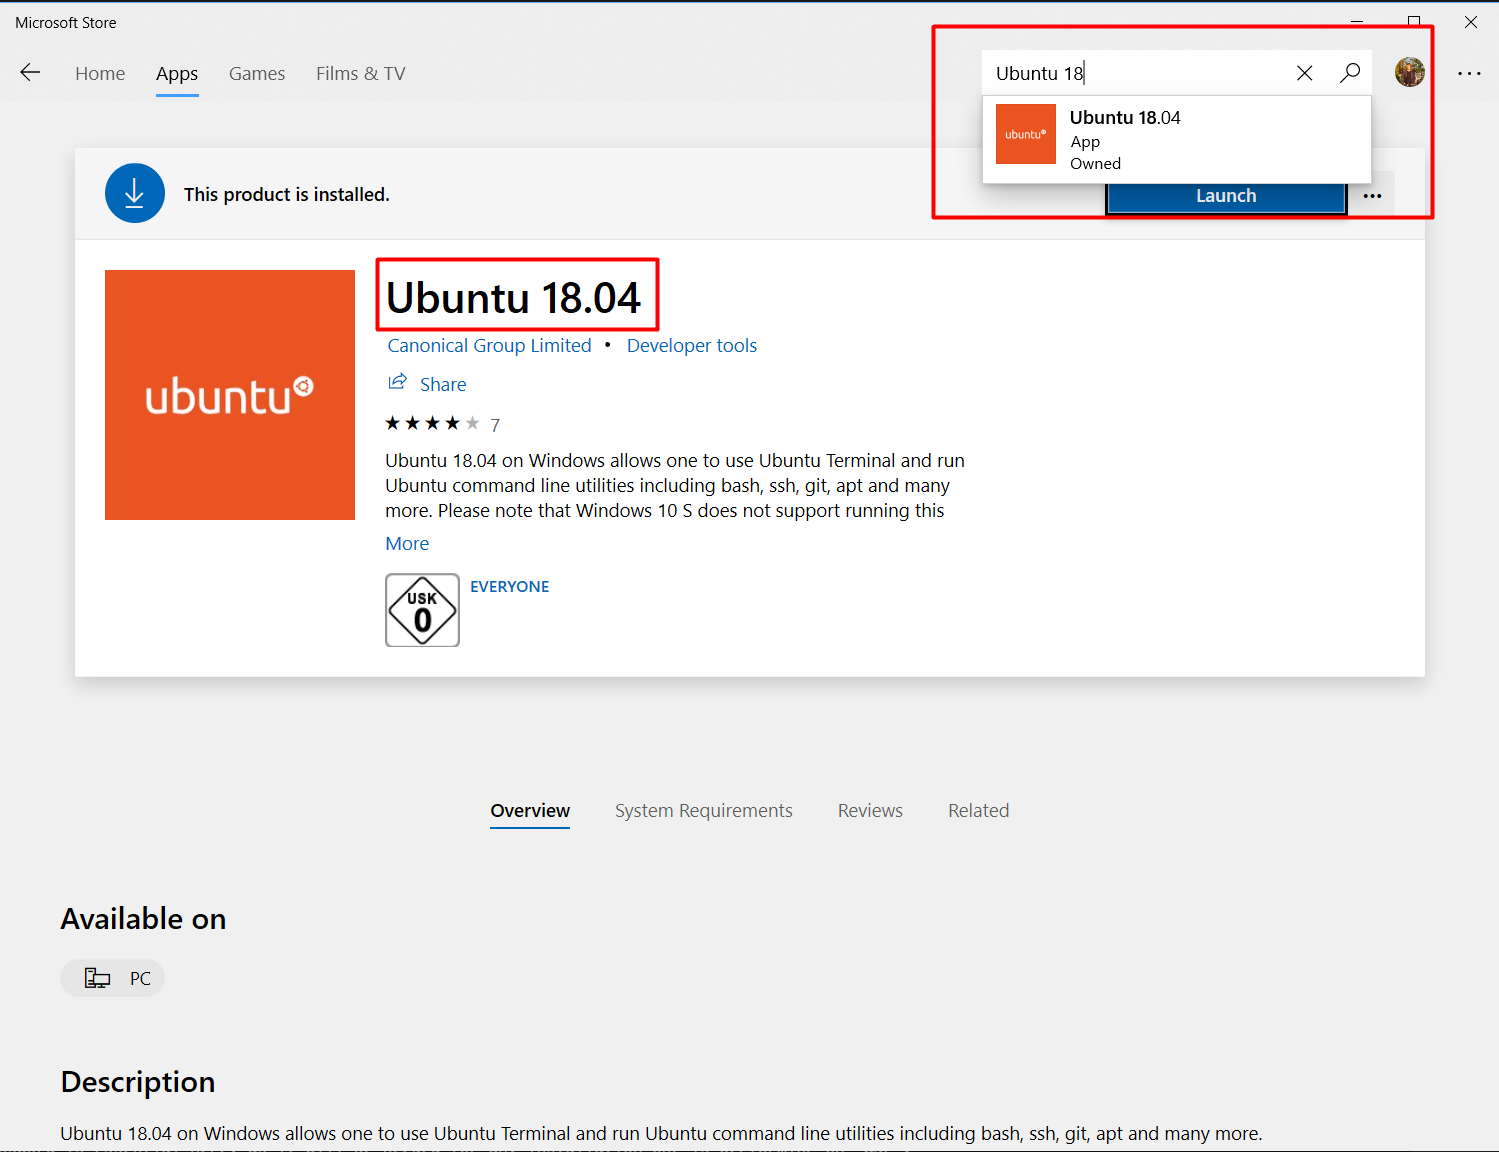 Microsoft Store
Home Apps Games Films & TV
Ubuntu 18
ubuntu
Ubuntu 18.04
App
Owned
This product is installed.
Launch
ubuntu
Ubuntu 18.04
Canonical Group Limited • Developer tools
Share
7
Ubuntu 18.04 on Windows allows one to use Ubuntu Terminal and run
Ubuntu command line utilities including bash, ssh, git, apt and many
more. Please note that Windows 10 S does not support running this
More
USK
0
EVERYONE
Overview System Requirements Reviews Related
Available on
PC
Description
Ubuntu 18.04 on Windows allows one to use Ubuntu Terminal and run Ubuntu command line utilities including bash, ssh, git, apt and many more.